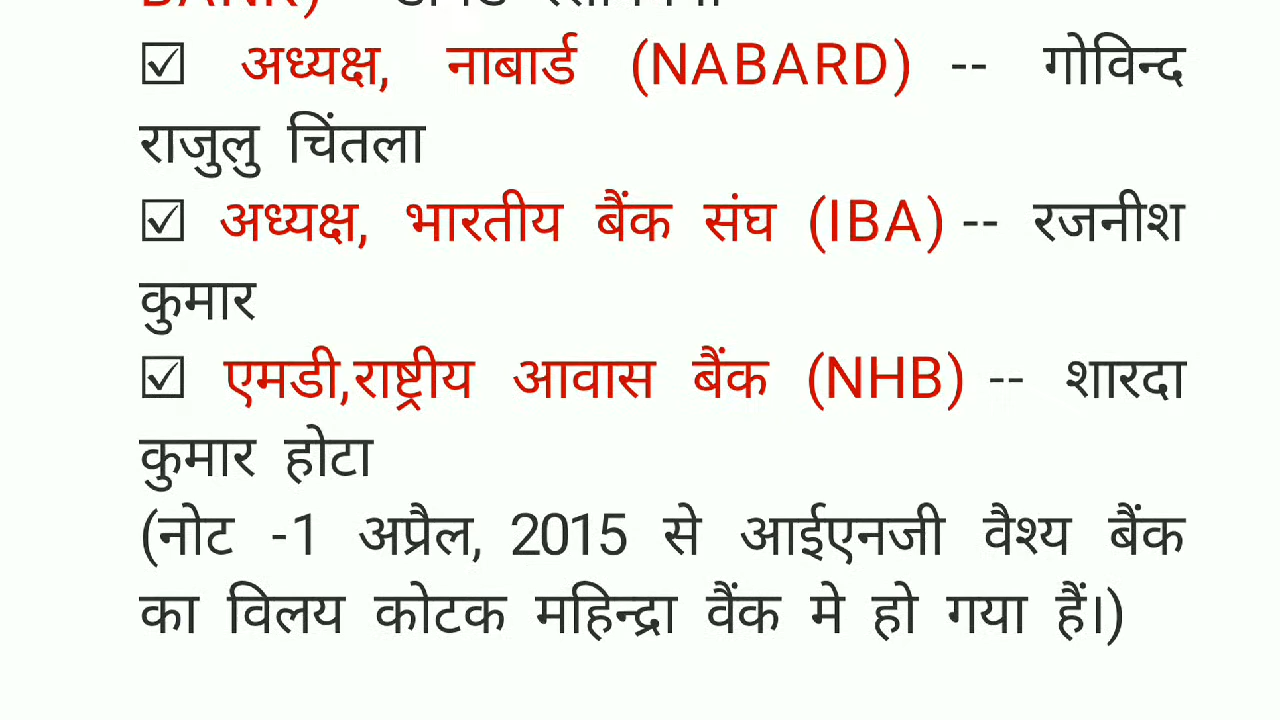 BANK)
☑ अध्यक्ष, नाबार्ड (NABARD) -- गोविन्द
राजुलु चिंतला
☑ अध्यक्ष, भारतीय बैंक संघ (IBA) -- रजनीश
कुमार
☑ एमडी,राष्ट्रीय आवास बैंक (NHB) -- शारदा
कुमार होटा
(नोट -1 अप्रैल, 2015 से आईएनजी वैश्य बैंक
का विलय कोटक महिन्द्रा वैंक मे हो गया हैं।)